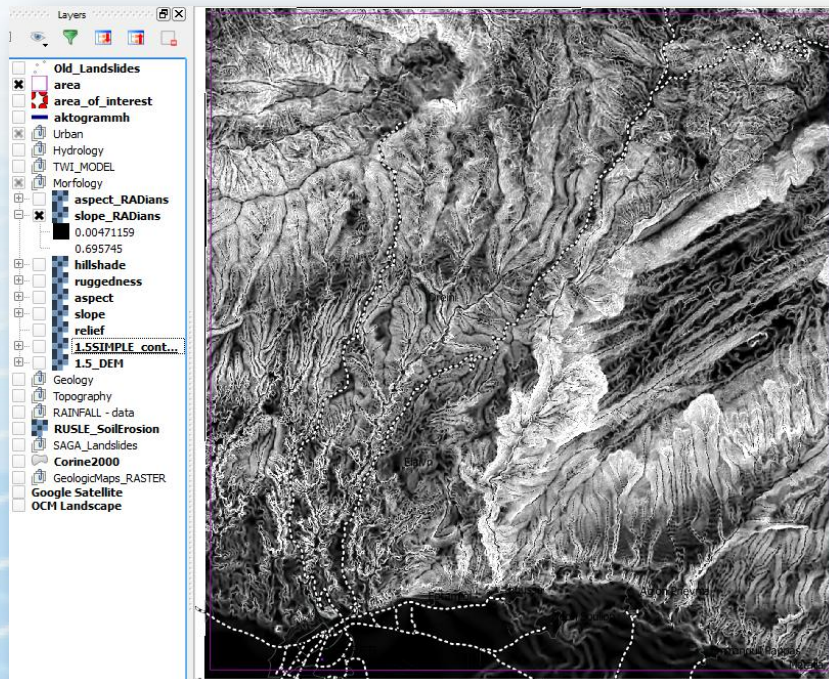 Layers
Old_Landslides
area
area_of_interest
aktogrammh
Urban
Hydrology
TWI_MODEL
Morfology
aspect_RADians
slope_RADians
0.00471159
0.695745
hillshade
ruggedness
aspect
slope
relief
1.5SIMPLE_cont...
1.5_DEM
Geology
Topography
RAINFALL - data
RUSLE_SoilErosion
SAGA_Landslides
Corine2000
GeologicMaps_RASTER
Google Satellite
OCM Landscape